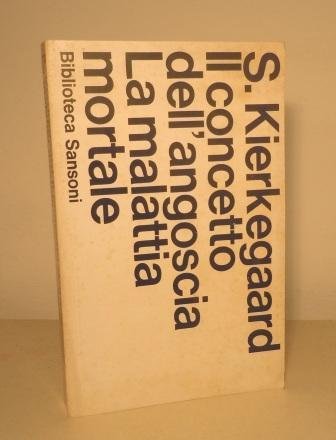 S. Kierkegaard
Il concetto
dell'angoscia
La malattia
mortale
Biblioteca Sansoni